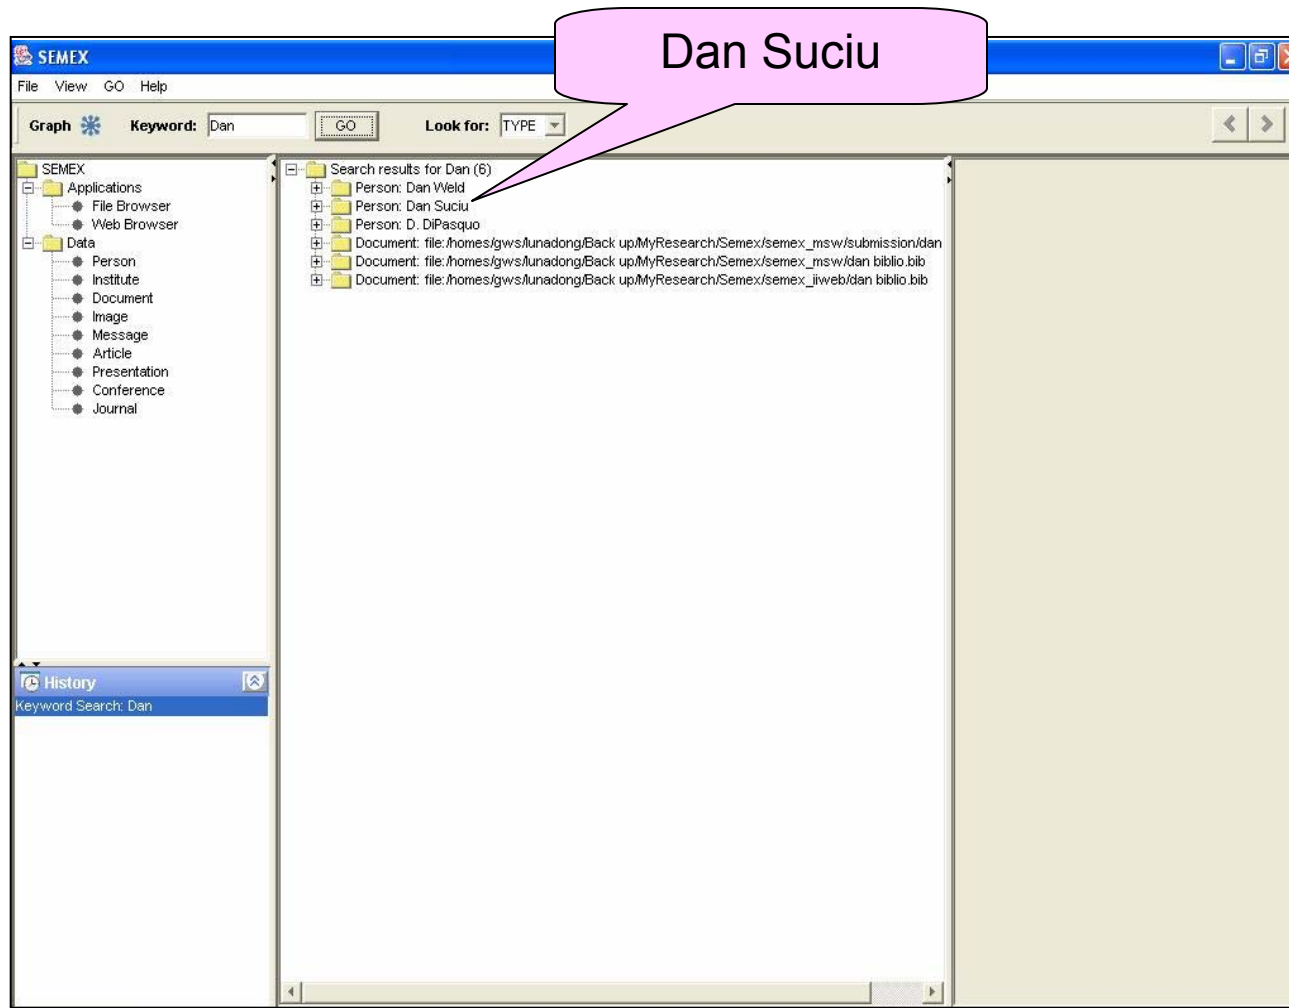 Dan Suciu
SEMEX
File View GO Help
Graph Keyword: Dan GO Look for: TYPE
SEMEX
Applications
File Browser
Web Browser
Data
Person
Institute
Document
Image
Message
Article
Presentation
Conference
Journal
Search results for Dan (6)
Person: Dan Weld
Person: Dan Suciu
Person: D. DiPasquo
Document: file:/homes/gws/lunadong/Back up/MyResearch/Semex/semex_msw/submission/dan
Document: file:/homes/gws/lunadong/Back up/MyResearch/Semex/semex_msw/dan biblio.bib
Document: file:/homes/gws/lunadong/Back up/MyResearch/Semex/semex_iiweb/dan biblio.bib
History
Keyword Search: Dan